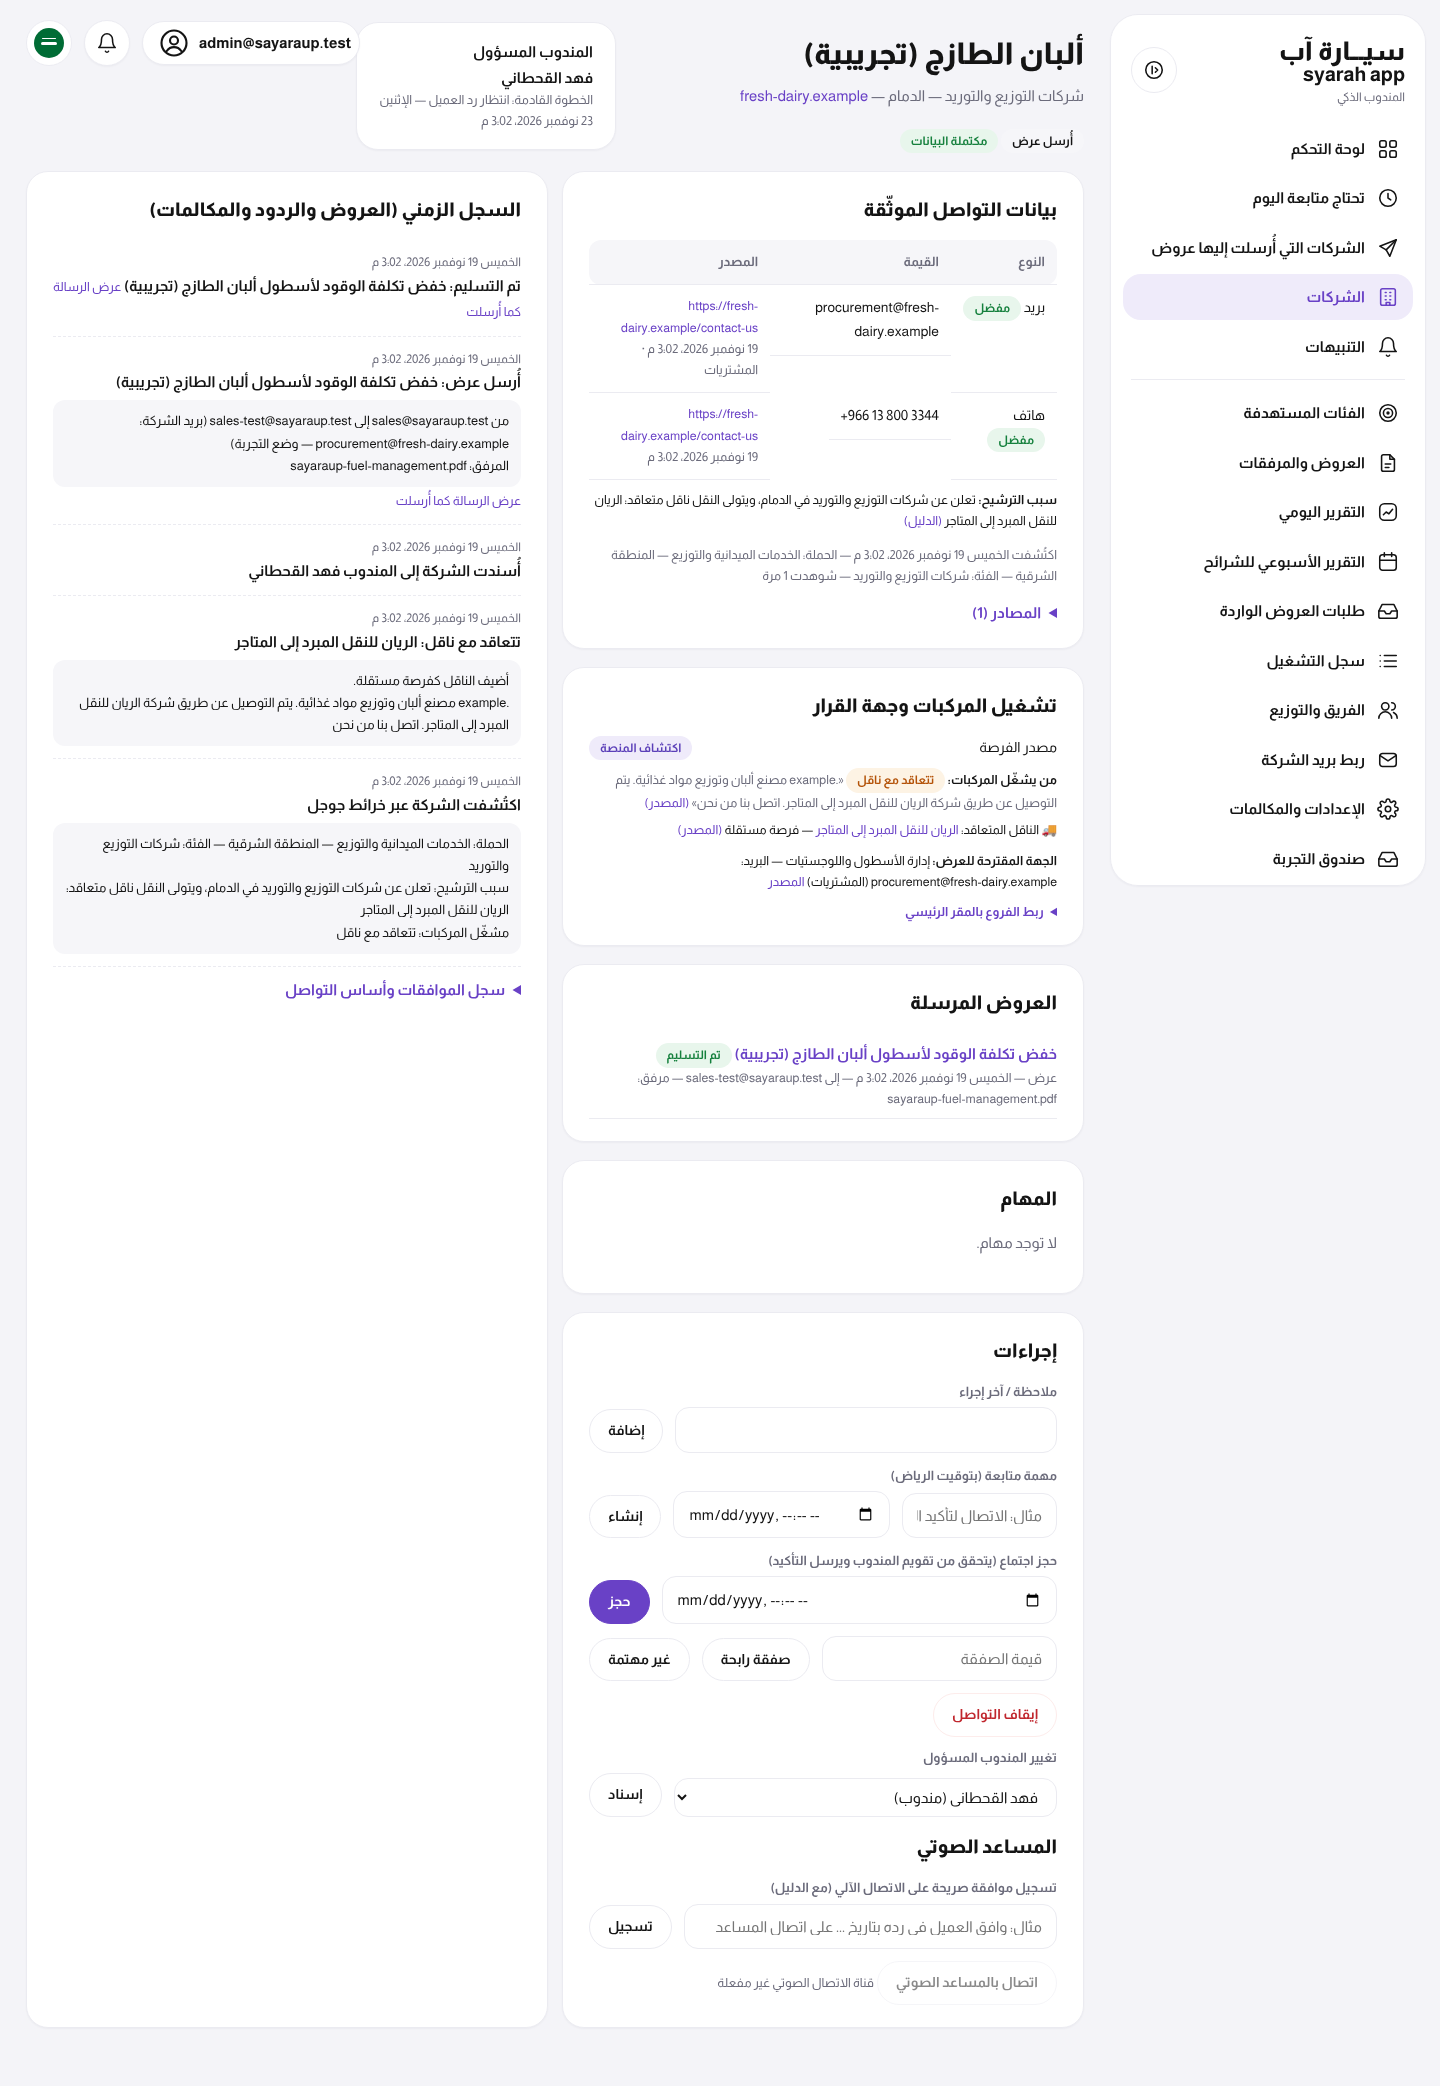 سيــارة آب
syarah app
المندوب الذكي
لوحة التحكم
تحتاج متابعة اليوم
الشركات التي أُرسلت إليها عروض
الشركات
التنبيهات
الفئات المستهدفة
العروض والمرفقات
التقرير اليومي
التقرير الأسبوعي للشرائح
طلبات العروض الواردة
سجل التشغيل
الفريق والتوزيع
ربط بريد الشركة
الإعدادات والمكالمات
صندوق التجربة
ألبان الطازج (تجريبية)
شركات التوزيع والتوريد — الدمام — fresh-dairy.example
أُرسل عرض مكتملة البيانات
المندوب المسؤول
فهد القحطاني
الخطوة القادمة: انتظار رد العميل — الإثنين
23 نوفمبر 2026، 3:02 م
admin@sayaraup.test
بيانات التواصل الموثّقة
النوع القيمة المصدر
بريد مفضل
procurement@fresh-
dairy.example
https://fresh-
dairy.example/contact-us
19 نوفمبر 2026، 3:02 م ·
المشتريات
هاتف
مفضل
+966 13 800 3344
https://fresh-
dairy.example/contact-us
19 نوفمبر 2026، 3:02 م
سبب الترشيح: تعلن عن شركات التوزيع والتوريد في الدمام، ويتولى النقل ناقل متعاقد: الريان
للنقل المبرد إلى المتاجر (الدليل)
اكتُشفت الخميس 19 نوفمبر 2026، 3:02 م — الحملة: الخدمات الميدانية والتوزيع — المنطقة
الشرقية — الفئة: شركات التوزيع والتوريد — شوهدت 1 مرة
المصادر (1)
تشغيل المركبات وجهة القرار
مصدر الفرصة اكتشاف المنصة
من يشغّل المركبات: تتعاقد مع ناقل «.example مصنع ألبان وتوزيع مواد غذائية. يتم
التوصيل عن طريق شركة الريان للنقل المبرد إلى المتاجر. اتصل بنا من نحن» (المصدر)
🚚 الناقل المتعاقد: الريان للنقل المبرد إلى المتاجر — فرصة مستقلة (المصدر)
الجهة المقترحة للعرض: إدارة الأسطول واللوجستيات — البريد:
procurement@fresh-dairy.example (المشتريات) المصدر
ربط الفروع بالمقر الرئيسي
العروض المرسلة
خفض تكلفة الوقود لأسطول ألبان الطازج (تجريبية) تم التسليم
عرض — الخميس 19 نوفمبر 2026، 3:02 م — إلى sales-test@sayaraup.test — مرفق:
sayaraup-fuel-management.pdf
المهام
لا توجد مهام.
إجراءات
ملاحظة / آخر إجراء
إضافة
مهمة متابعة (بتوقيت الرياض)
مثال: الاتصال لتأكيد ا
mm/dd/yyyy, --:-- --
إنشاء
حجز اجتماع (يتحقق من تقويم المندوب ويرسل التأكيد)
mm/dd/yyyy, --:-- --
حجز
قيمة الصفقة
صفقة رابحة
غير مهتمة
إيقاف التواصل
تغيير المندوب المسؤول
فهد القحطاني (مندوب)
إسناد
المساعد الصوتي
تسجيل موافقة صريحة على الاتصال الآلي (مع الدليل)
مثال: وافق العميل في رده بتاريخ ... على اتصال المساعد
تسجيل
اتصال بالمساعد الصوتي
قناة الاتصال الصوتي غير مفعلة
السجل الزمني (العروض والردود والمكالمات)
الخميس 19 نوفمبر 2026، 3:02 م
تم التسليم: خفض تكلفة الوقود لأسطول ألبان الطازج (تجريبية) عرض الرسالة
كما أُرسلت
الخميس 19 نوفمبر 2026، 3:02 م
أُرسل عرض: خفض تكلفة الوقود لأسطول ألبان الطازج (تجريبية)
من sales@sayaraup.test إلى sales-test@sayaraup.test (بريد الشركة:
procurement@fresh-dairy.example — وضع التجربة)
المرفق: sayaraup-fuel-management.pdf
عرض الرسالة كما أُرسلت
الخميس 19 نوفمبر 2026، 3:02 م
أُسندت الشركة إلى المندوب فهد القحطاني
الخميس 19 نوفمبر 2026، 3:02 م
تتعاقد مع ناقل: الريان للنقل المبرد إلى المتاجر
أضيف الناقل كفرصة مستقلة.
.example مصنع ألبان وتوزيع مواد غذائية. يتم التوصيل عن طريق شركة الريان للنقل
المبرد إلى المتاجر. اتصل بنا من نحن
الخميس 19 نوفمبر 2026، 3:02 م
اكتُشفت الشركة عبر خرائط جوجل
الحملة: الخدمات الميدانية والتوزيع — المنطقة الشرقية — الفئة: شركات التوزيع
والتوريد
سبب الترشيح: تعلن عن شركات التوزيع والتوريد في الدمام، ويتولى النقل ناقل متعاقد:
الريان للنقل المبرد إلى المتاجر
مشغّل المركبات: تتعاقد مع ناقل
سجل الموافقات وأساس التواصل